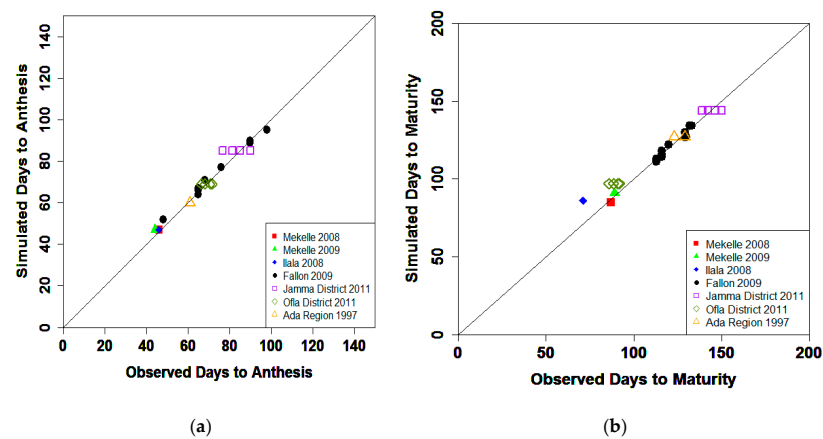 Simulated Days to Anthesis
0 20 40 60 80 100 120 140
0 20 40 60 80 100 120 140
Observed Days to Anthesis
Mekelle 2008
Mekelle 2009
Ilala 2008
Fallon 2009
Jamma District 2011
Ofla District 2011
Ada Region 1997
(a)
Simulated Days to Maturity
0 50 100 150 200
0 50 100 150 200
Observed Days to Maturity
Mekelle 2008
Mekelle 2009
Ilala 2008
Fallon 2009
Jamma District 2011
Ofla District 2011
Ada Region 1997
(b)